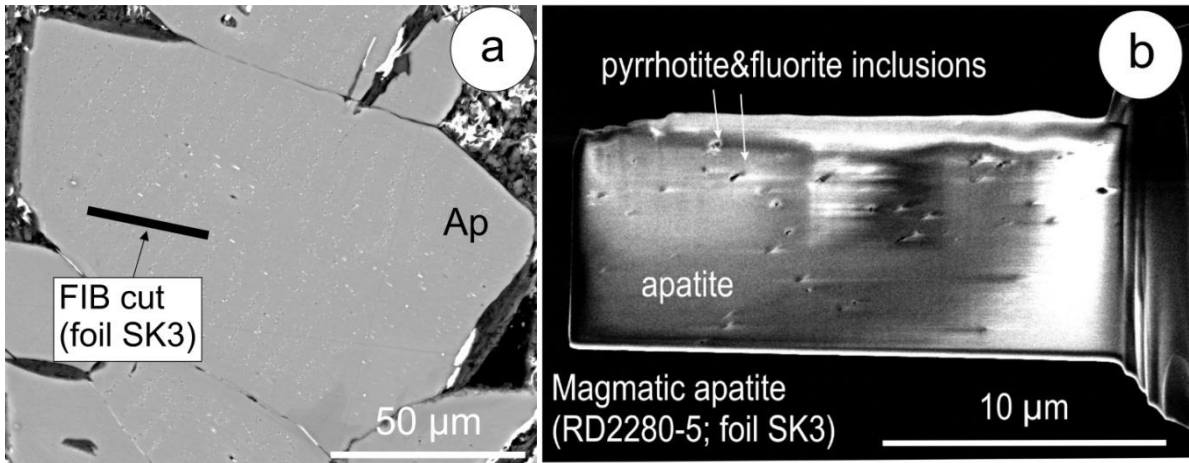 a
Ap
FIB cut
(foil SK3)
50 µm
b
pyrrhotite&fluorite inclusions
apatite
Magmatic apatite
(RD2280-5; foil SK3)
10 µm